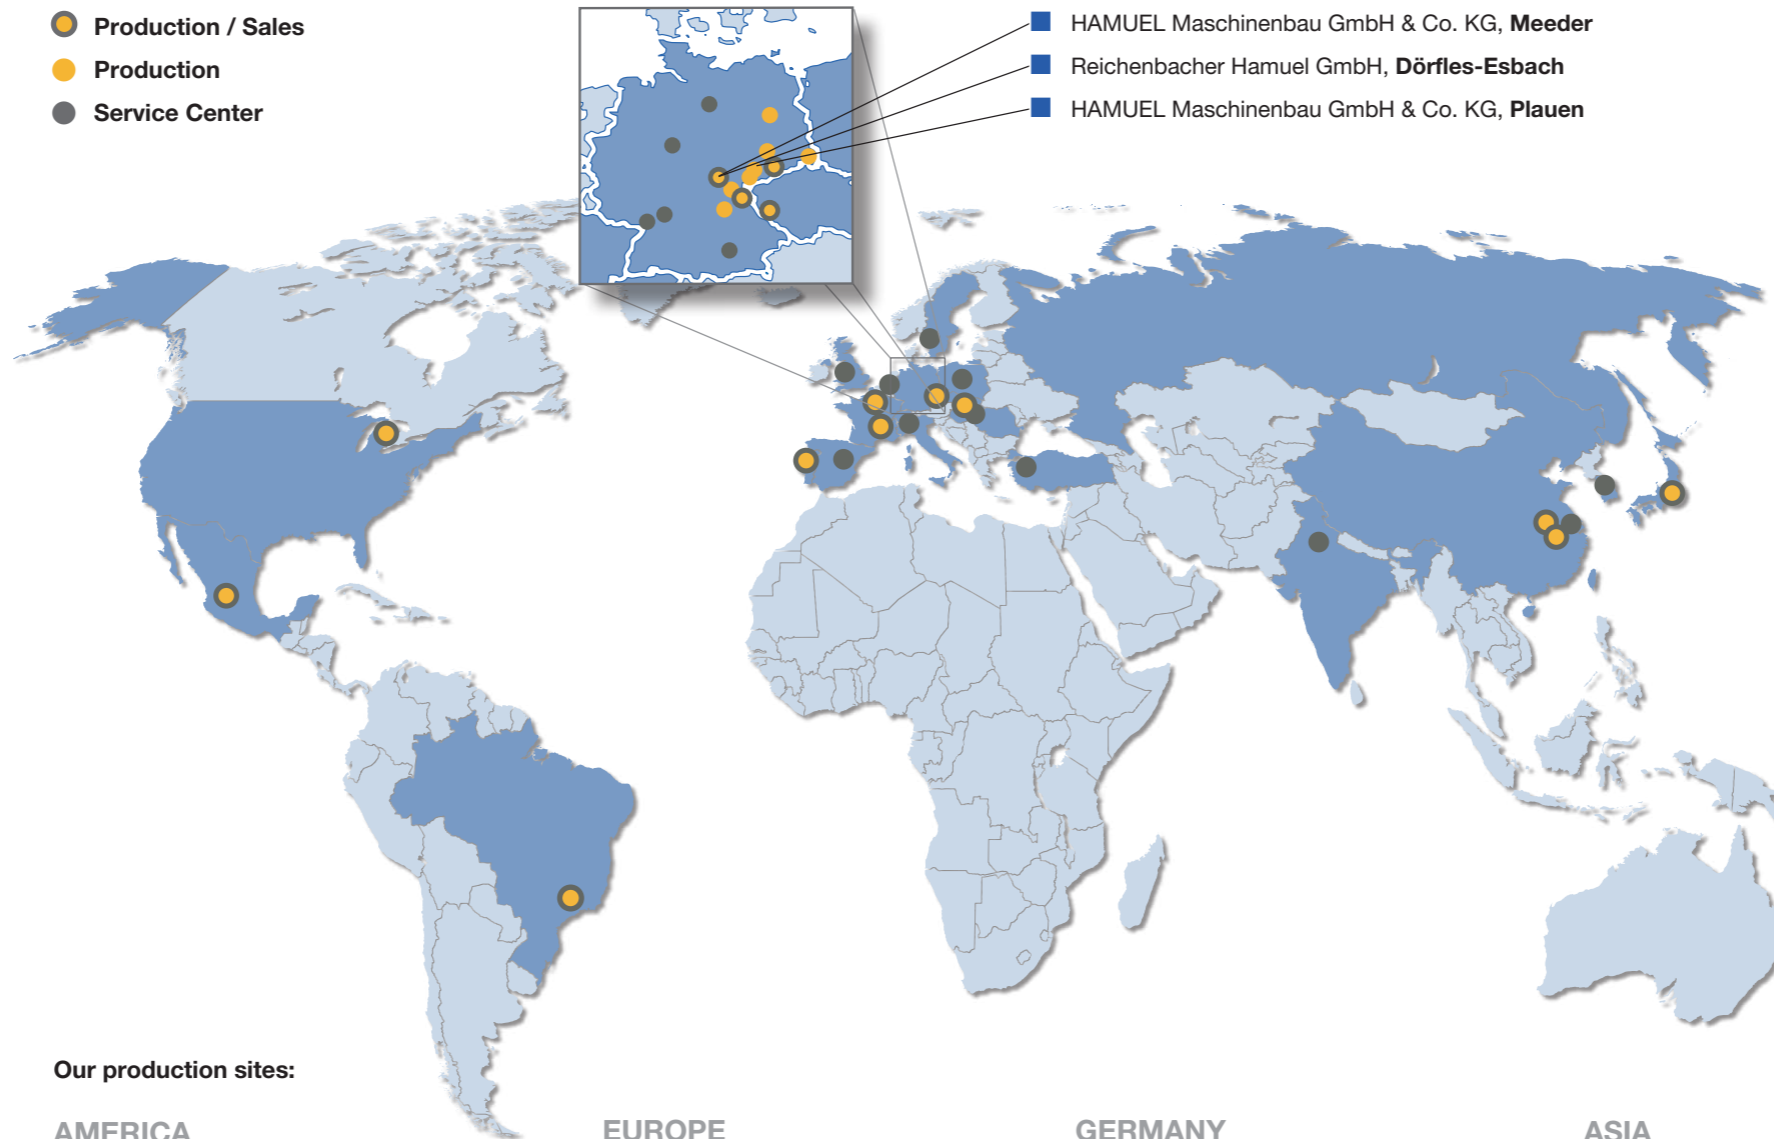 Production / Sales
Production
Service Center
HAMUEL Maschinenbau GmbH & Co. KG, Meeder
Reichenbacher Hamuel GmbH, Dörfles-Esbach
HAMUEL Maschinenbau GmbH & Co. KG, Plauen
Our production sites:
AMERICA
EUROPE
GERMANY
ASIA